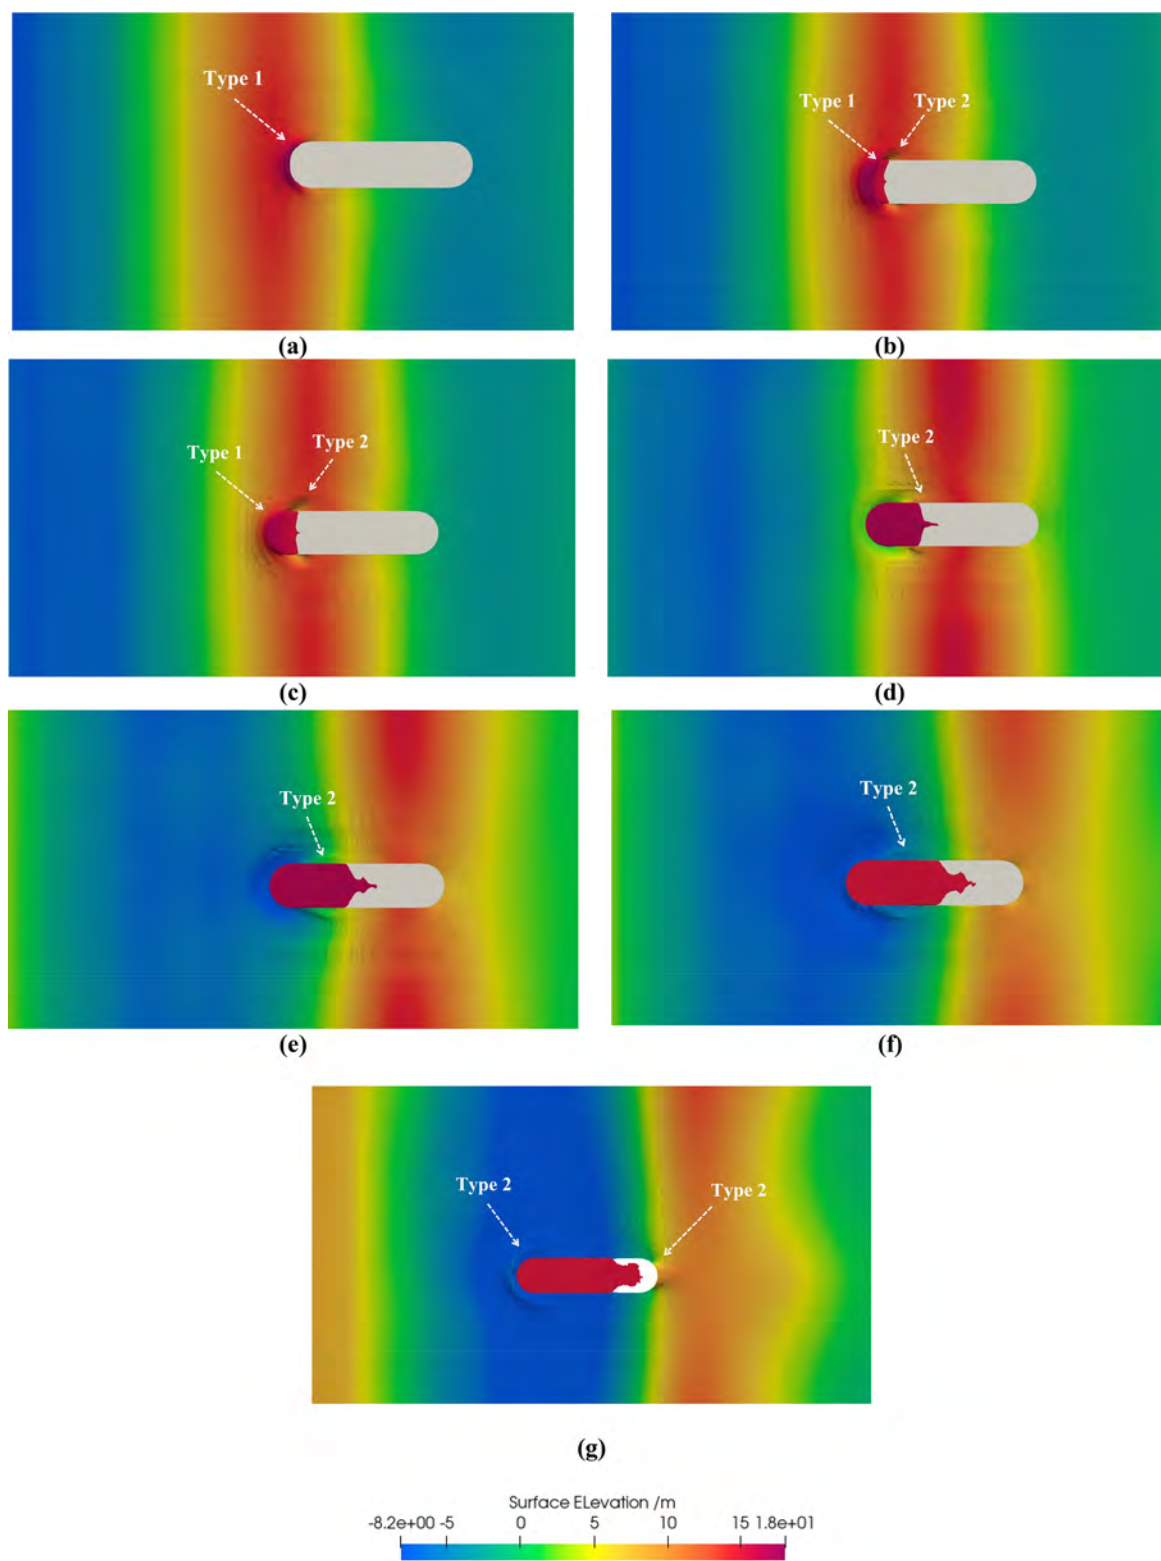 Type 1
(a)
Type 1 Type 2
(b)
Type 1 Type 2
(c)
Type 2
(d)
Type 2
(e)
Type 2
(f)
Type 2 Type 2
(g)
Surface ELevation /m
-8.2e+00 -5 0 5 10 15 1.8e+01